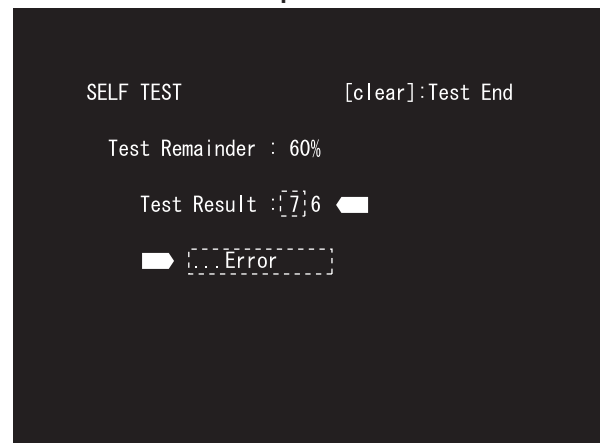 SELF TEST [clear]:Test End
Test Remainder : 60%
Test Result : 76
...Error